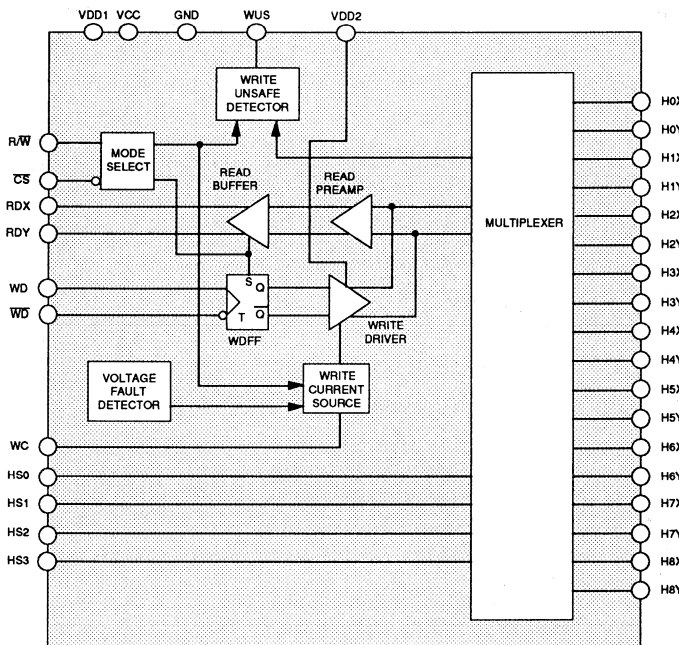 VDD1 VCC GND WUS VDD2
WRITE
UNSAFE
DETECTOR
R/W̅
C̅S̅
RDX
RDY
WD
W̅D̅
WC
HS0
HS1
HS2
HS3
MODE
SELECT
READ
BUFFER
READ
PREAMP
S Q
T Q̅
WDFF
WRITE
DRIVER
VOLTAGE
FAULT
DETECTOR
WRITE
CURRENT
SOURCE
MULTIPLEXER
H0X
H0Y
H1X
H1Y
H2X
H2Y
H3X
H3Y
H4X
H4Y
H5X
H5Y
H6X
H6Y
H7X
H7Y
H8X
H8Y